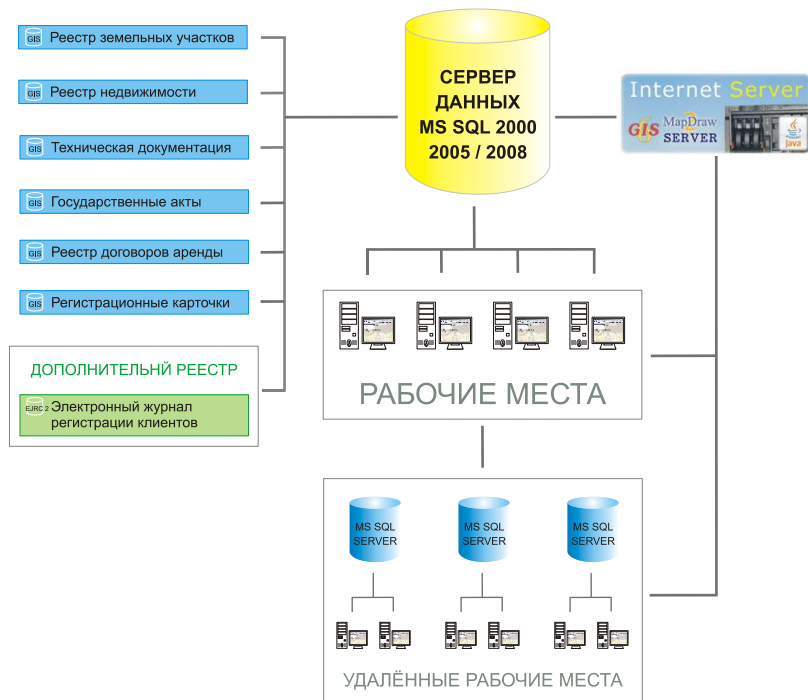 GIS Реестр земельных участков
GIS Реестр недвижимости
GIS Техническая документация
GIS Государственные акты
GIS Реестр договоров аренды
GIS Регистрационные карточки
ДОПОЛНИТЕЛЬНЙ РЕЕСТР
EJRC 2 Электронный журнал
регистрации клиентов
СЕРВЕР
ДАННЫХ
MS SQL 2000
2005 / 2008
Internet Server
GIS 6 MapDraw 2
SERVER
Java
РАБОЧИЕ МЕСТА
MS SQL
SERVER
MS SQL
SERVER
MS SQL
SERVER
УДАЛЁННЫЕ РАБОЧИЕ МЕСТА